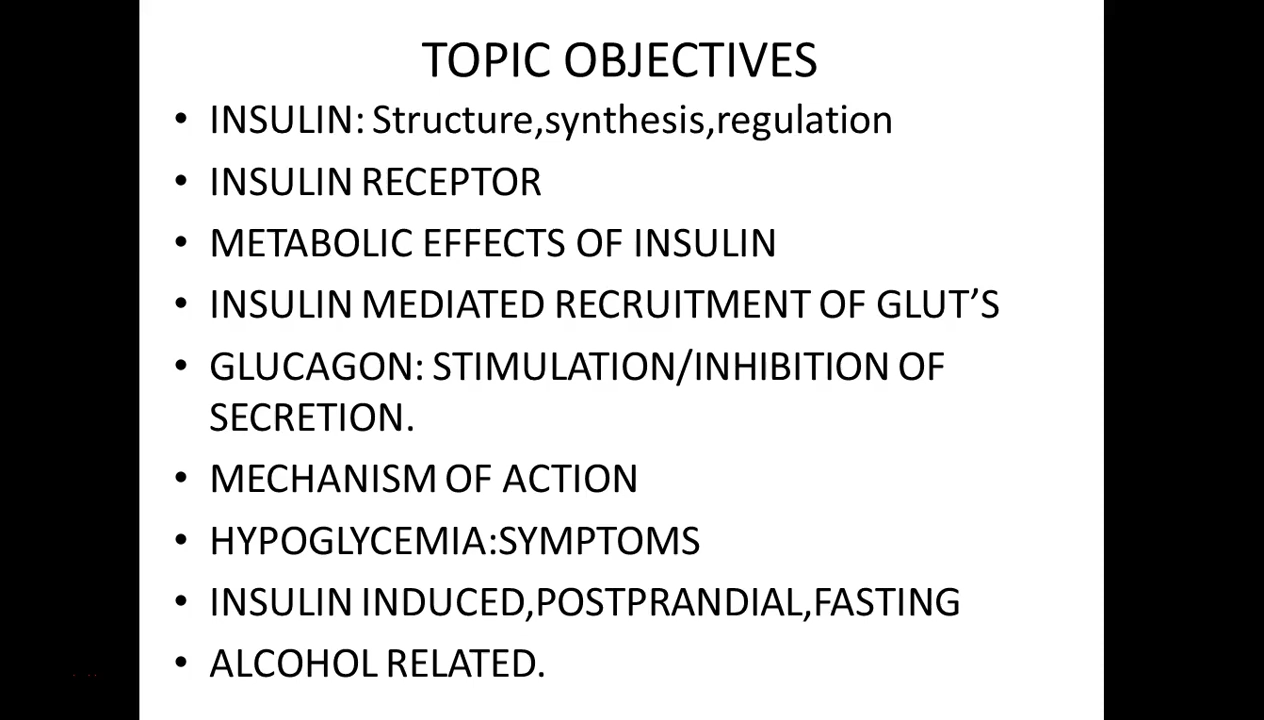 TOPIC OBJECTIVES
• INSULIN: Structure,synthesis,regulation
• INSULIN RECEPTOR
• METABOLIC EFFECTS OF INSULIN
• INSULIN MEDIATED RECRUITMENT OF GLUT’S
• GLUCAGON: STIMULATION/INHIBITION OF
SECRETION.
• MECHANISM OF ACTION
• HYPOGLYCEMIA:SYMPTOMS
• INSULIN INDUCED,POSTPRANDIAL,FASTING
• ALCOHOL RELATED.